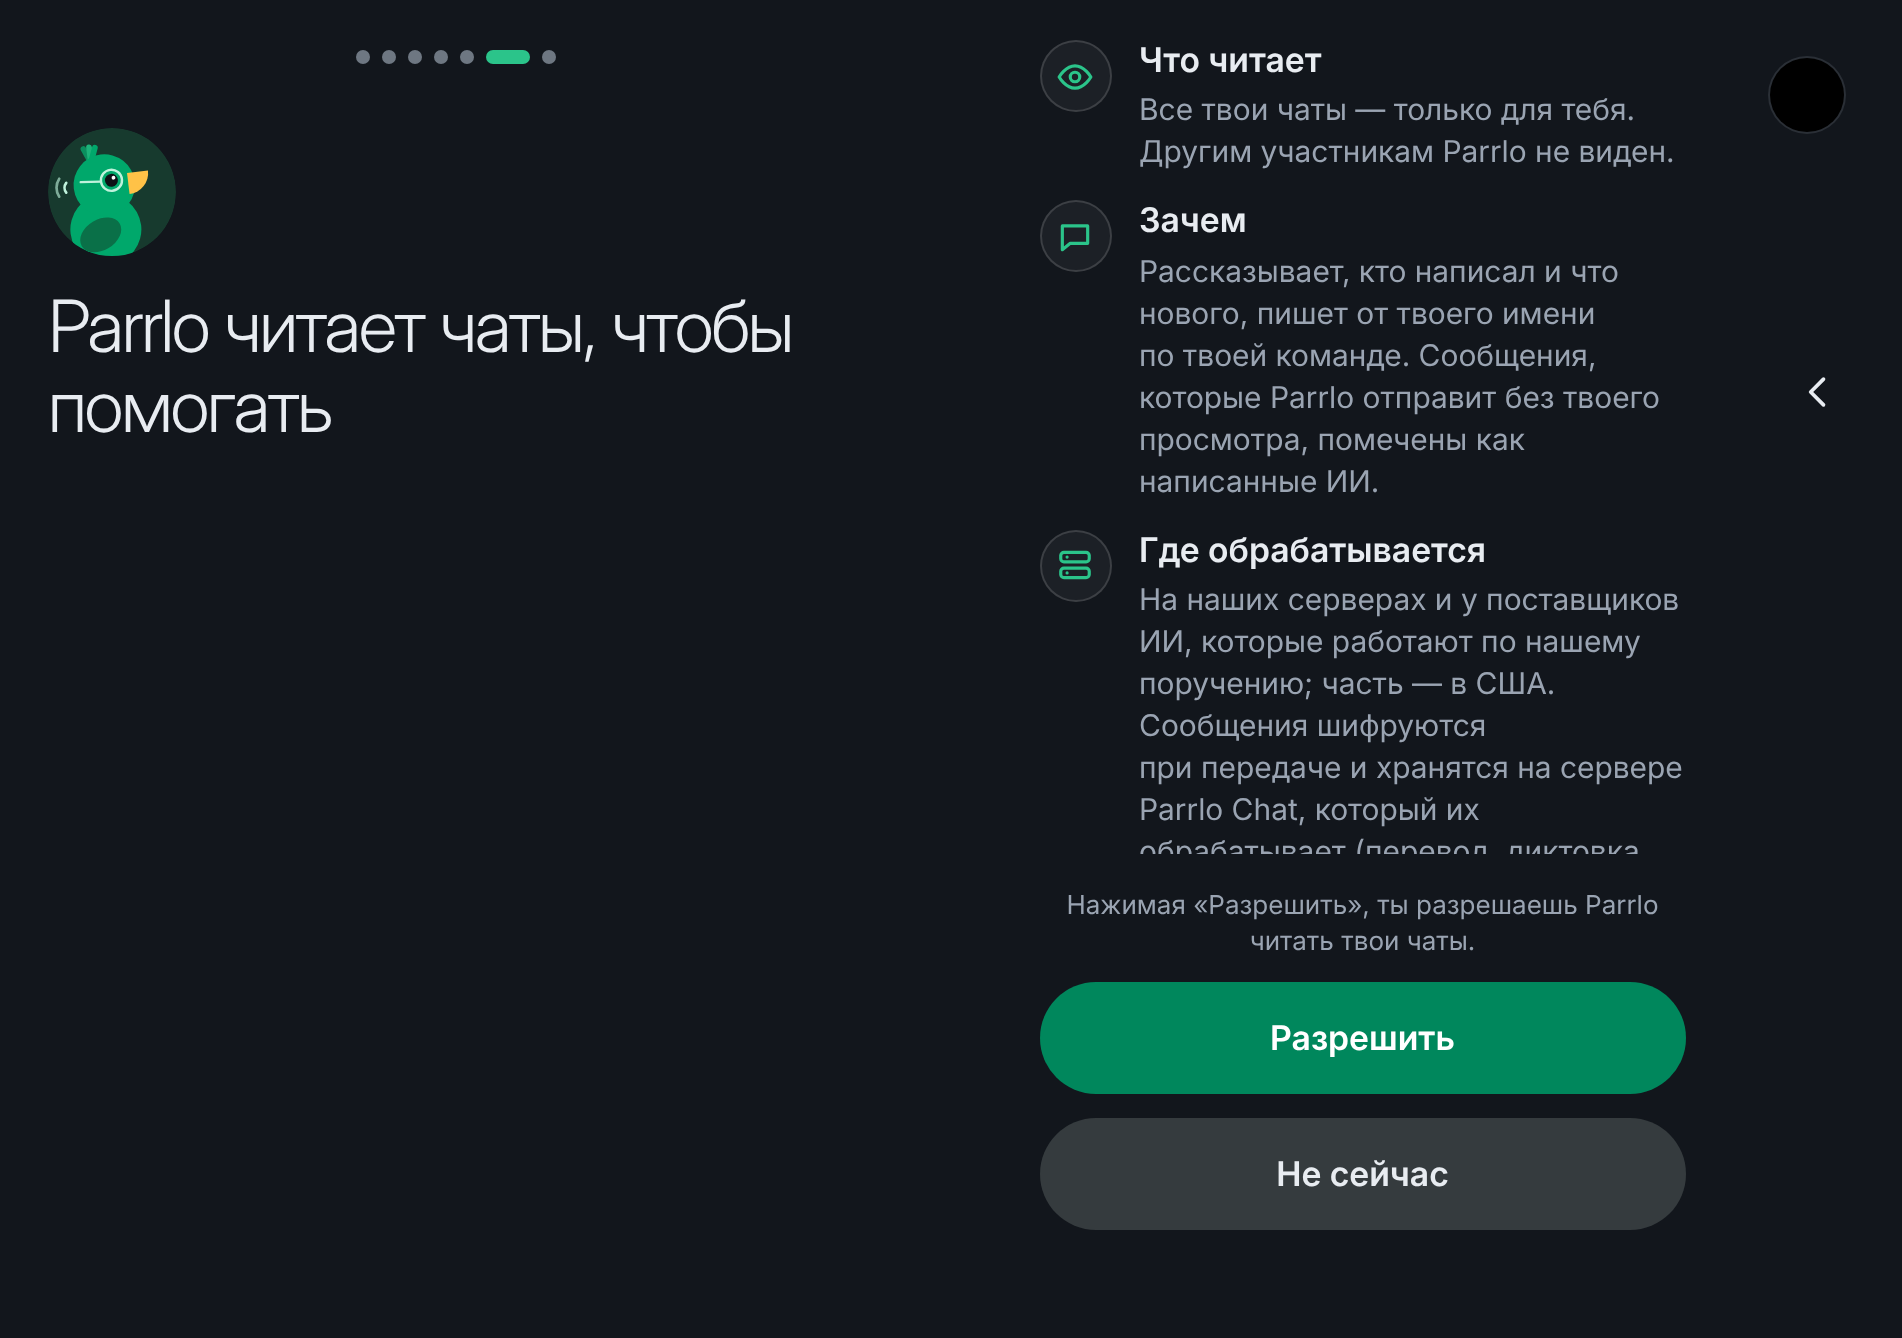 Parrlo читает чаты, чтобы
помогать
Что читает
Все твои чаты — только для тебя.
Другим участникам Parrlo не виден.
Зачем
Рассказывает, кто написал и что
нового, пишет от твоего имени
по твоей команде. Сообщения,
которые Parrlo отправит без твоего
просмотра, помечены как
написанные ИИ.
Где обрабатывается
На наших серверах и у поставщиков
ИИ, которые работают по нашему
поручению; часть — в США.
Сообщения шифруются
при передаче и хранятся на сервере
Parrlo Chat, который их
обрабатывает (перевод, диктовка
Нажимая «Разрешить», ты разрешаешь Parrlo
читать твои чаты.
Разрешить
Не сейчас